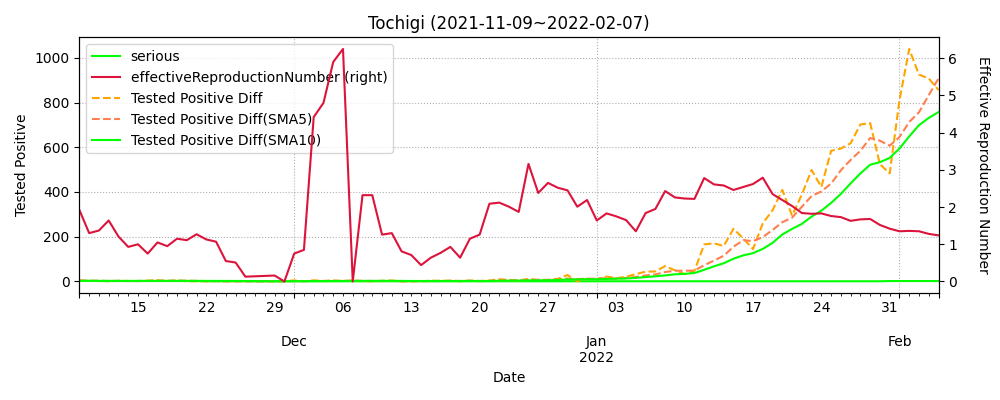 Tochigi (2021-11-09~2022-02-07)
serious
effectiveReproductionNumber (right)
Tested Positive Diff
Tested Positive Diff(SMA5)
Tested Positive Diff(SMA10)
Tested Positive
1000
800
600
400
200
0
Effective Reproduction Number
6
5
4
3
2
1
0
15 22 29 06 13 20 27 03 10 17 24 31
Dec Jan Feb
2022
Date